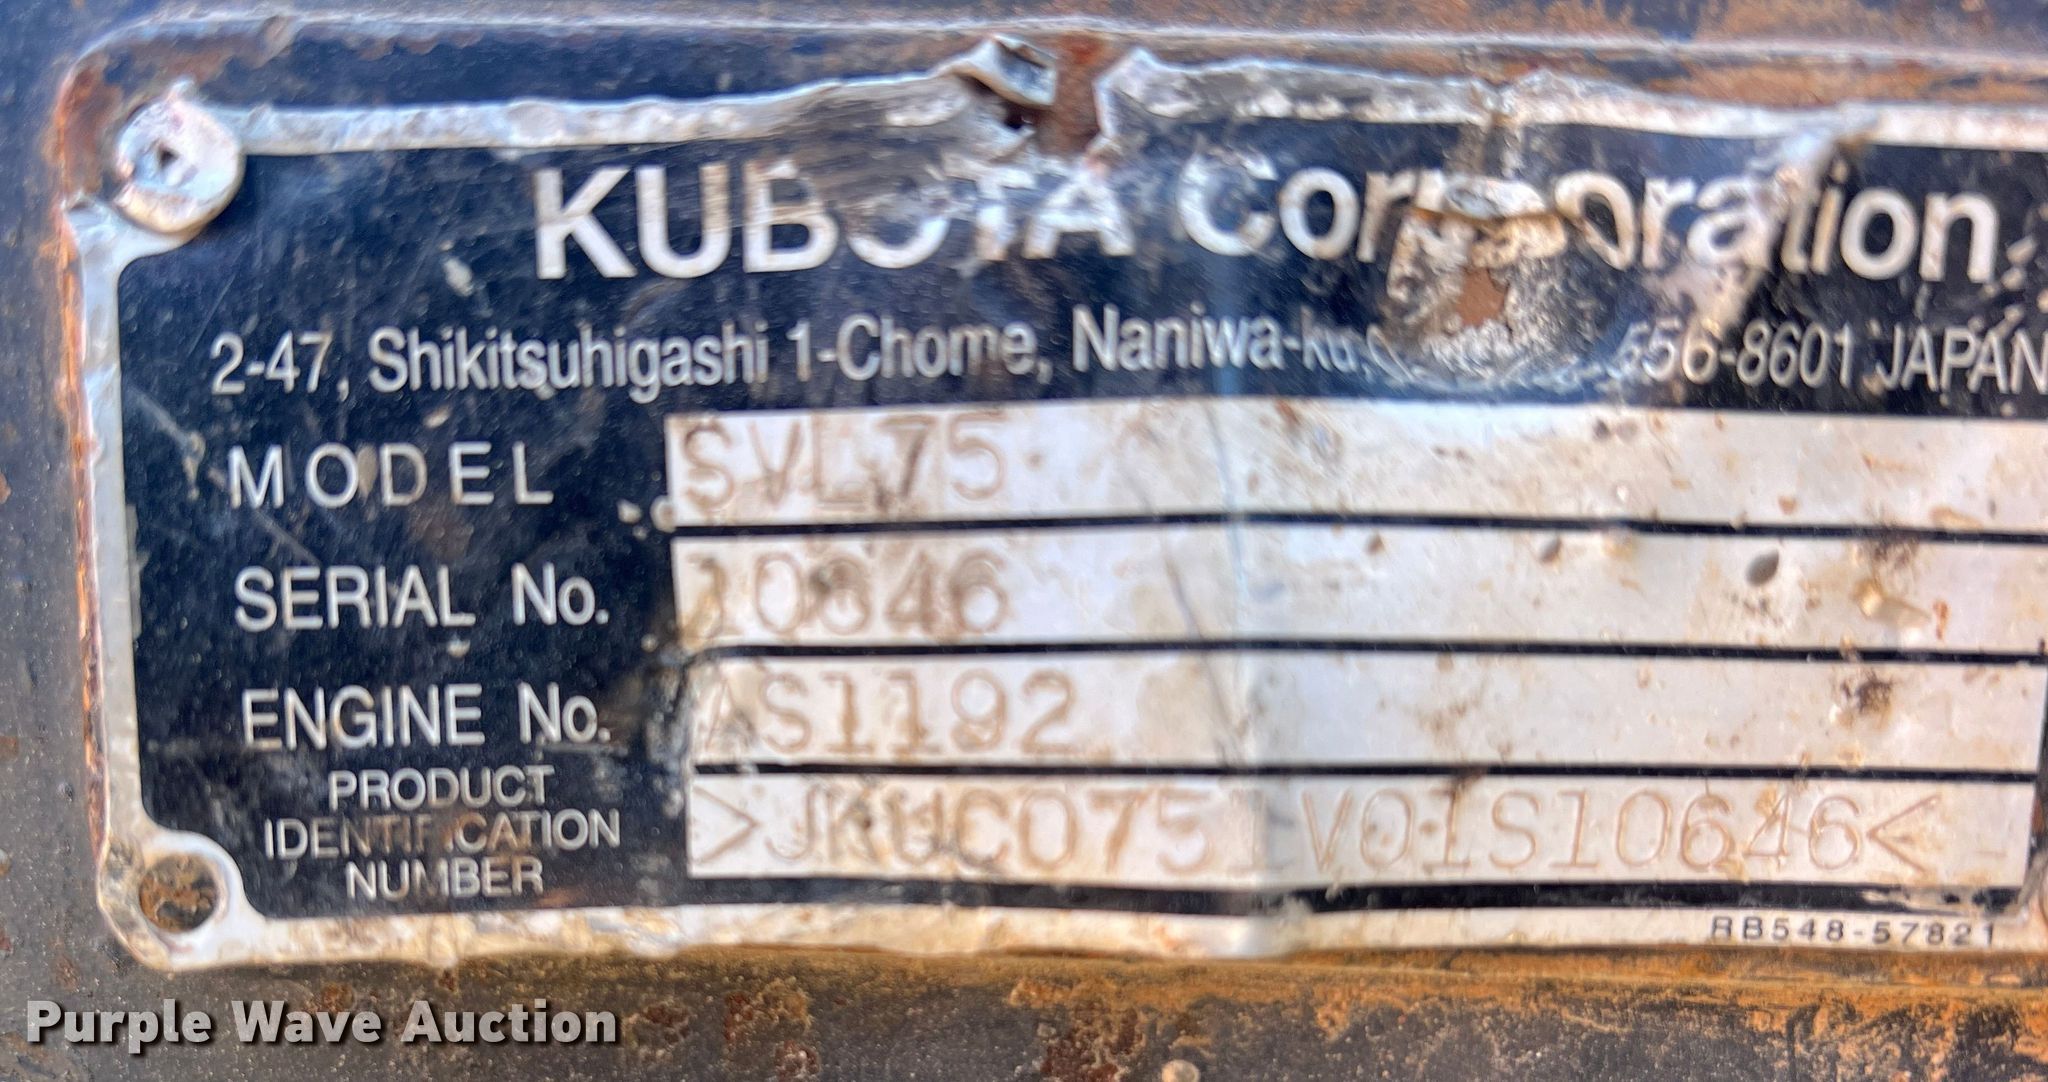 KUBOTA Corporation
2-47, Shikitsuhigashi 1-Chome, Naniwa-ku, 556-8601 JAPAN
MODEL SVL75
SERIAL No. 10646
ENGINE No. AS1192
PRODUCT
IDENTIFICATION
NUMBER
>JKUC0751V01S10646<
RB548-57821
Purple Wave Auction